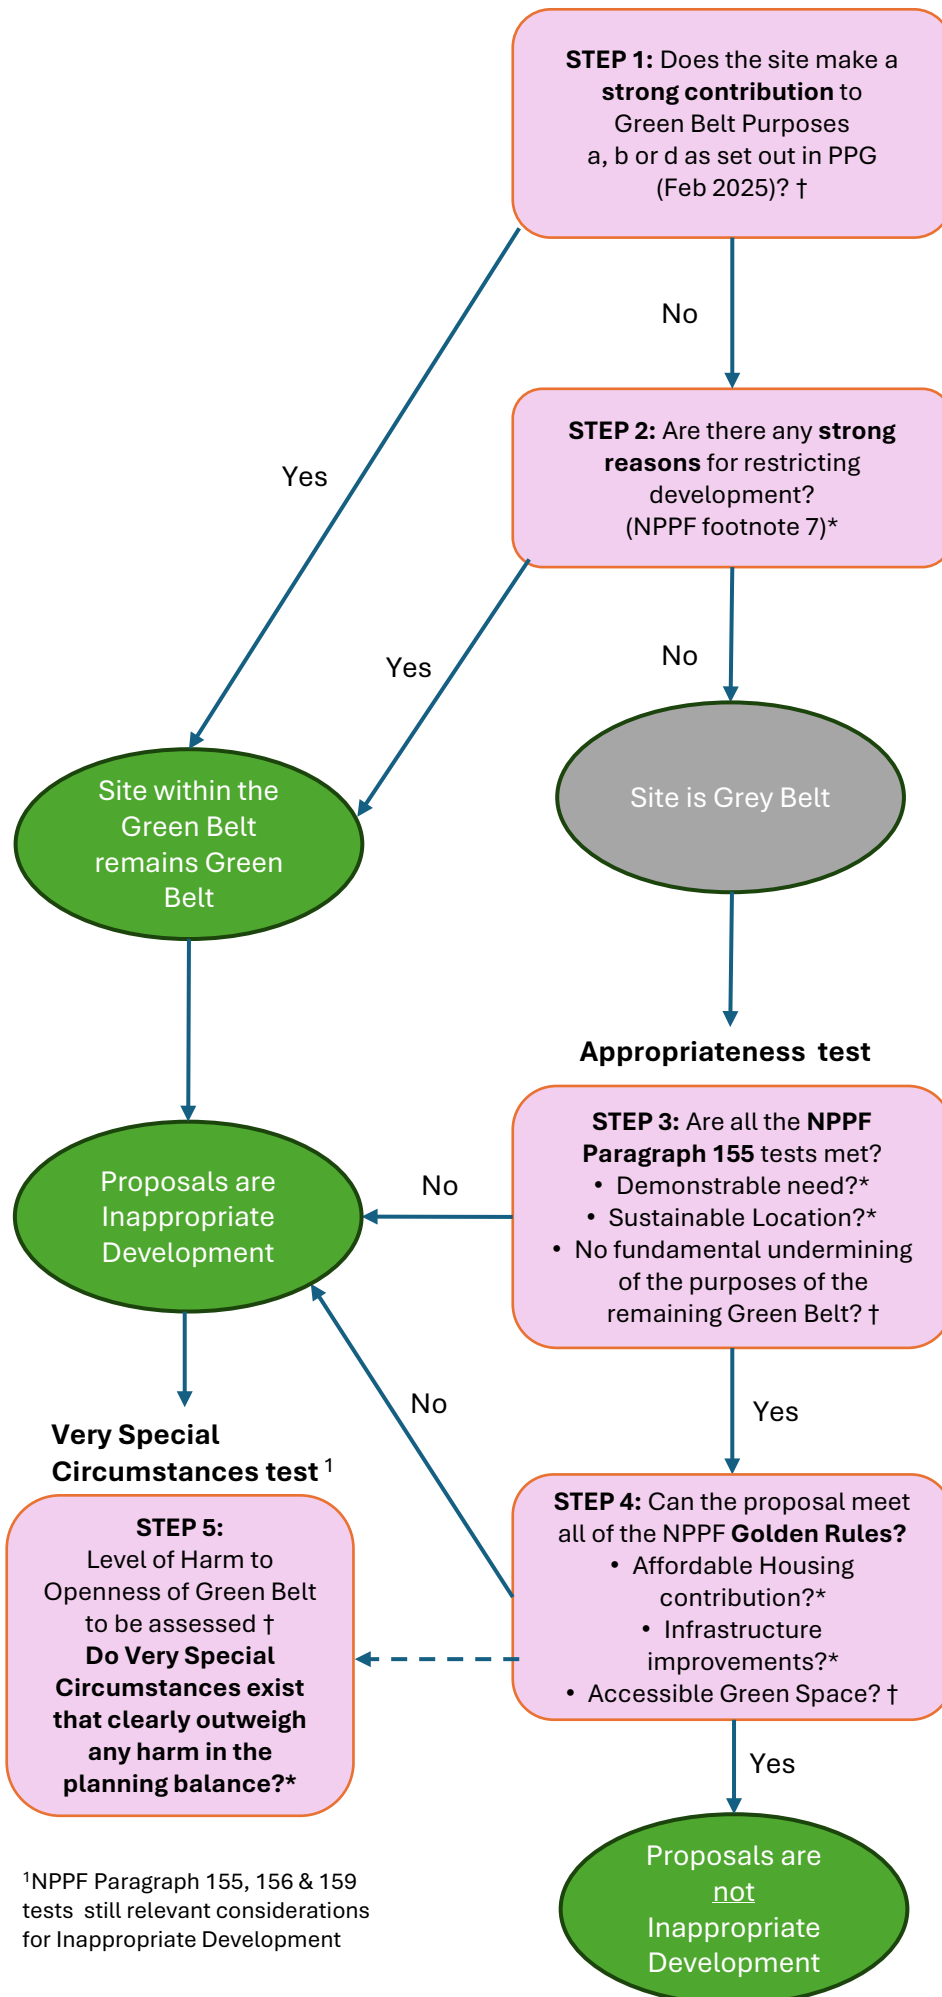 STEP 1: Does the site make a
strong contribution to
Green Belt Purposes
a, b or d as set out in PPG
(Feb 2025)? †
No
Yes
STEP 2: Are there any strong
reasons for restricting
development?
(NPPF footnote 7)*
Yes
No
Site within the
Green Belt
remains Green
Belt
Site is Grey Belt
Appropriateness test
STEP 3: Are all the NPPF
Paragraph 155 tests met?
• Demonstrable need?*
• Sustainable Location?*
• No fundamental undermining
of the purposes of the
remaining Green Belt? †
No
Proposals are
Inappropriate
Development
No
Yes
Very Special
Circumstances test ¹
STEP 4: Can the proposal meet
all of the NPPF Golden Rules?
• Affordable Housing
contribution?*
• Infrastructure
improvements?*
• Accessible Green Space? †
STEP 5:
Level of Harm to
Openness of Green Belt
to be assessed †
Do Very Special
Circumstances exist
that clearly outweigh
any harm in the
planning balance?*
Yes
Proposals are
not
Inappropriate
Development
¹NPPF Paragraph 155, 156 & 159
tests still relevant considerations
for Inappropriate Development